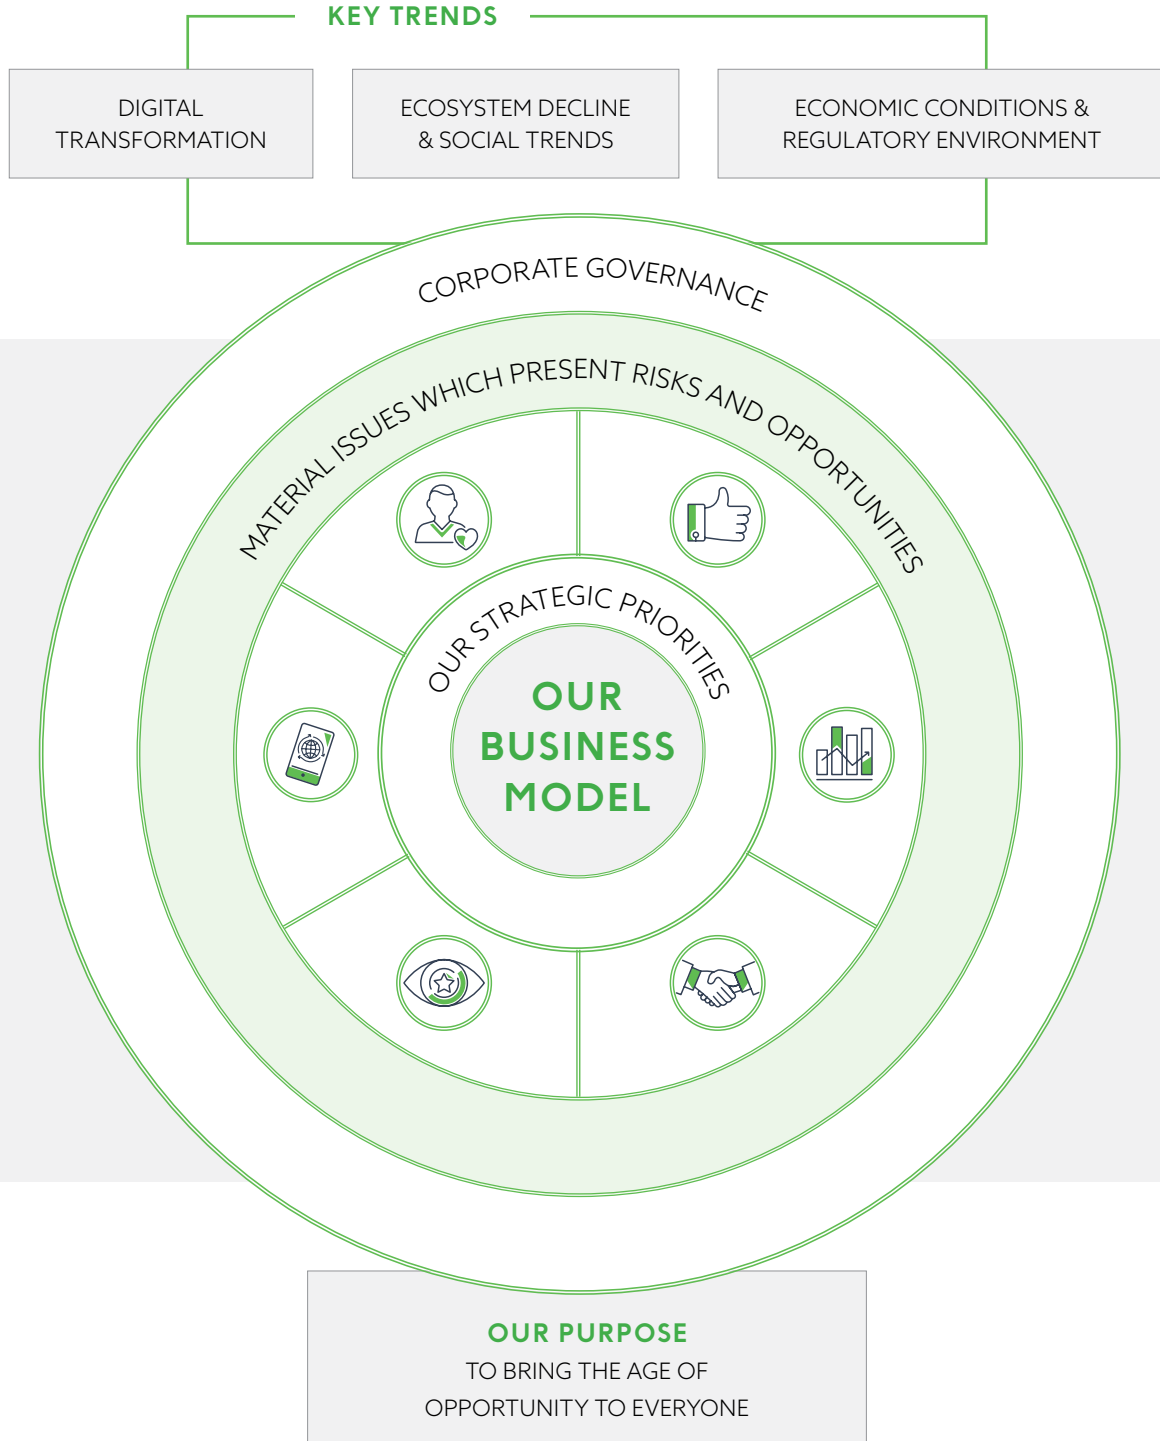 KEY TRENDS
DIGITAL
TRANSFORMATION
ECOSYSTEM DECLINE
& SOCIAL TRENDS
ECONOMIC CONDITIONS &
REGULATORY ENVIRONMENT
CORPORATE GOVERNANCE
MATERIAL ISSUES WHICH PRESENT RISKS AND OPPORTUNITIES
OUR STRATEGIC PRIORITIES
OUR
BUSINESS
MODEL
OUR PURPOSE
TO BRING THE AGE OF
OPPORTUNITY TO EVERYONE